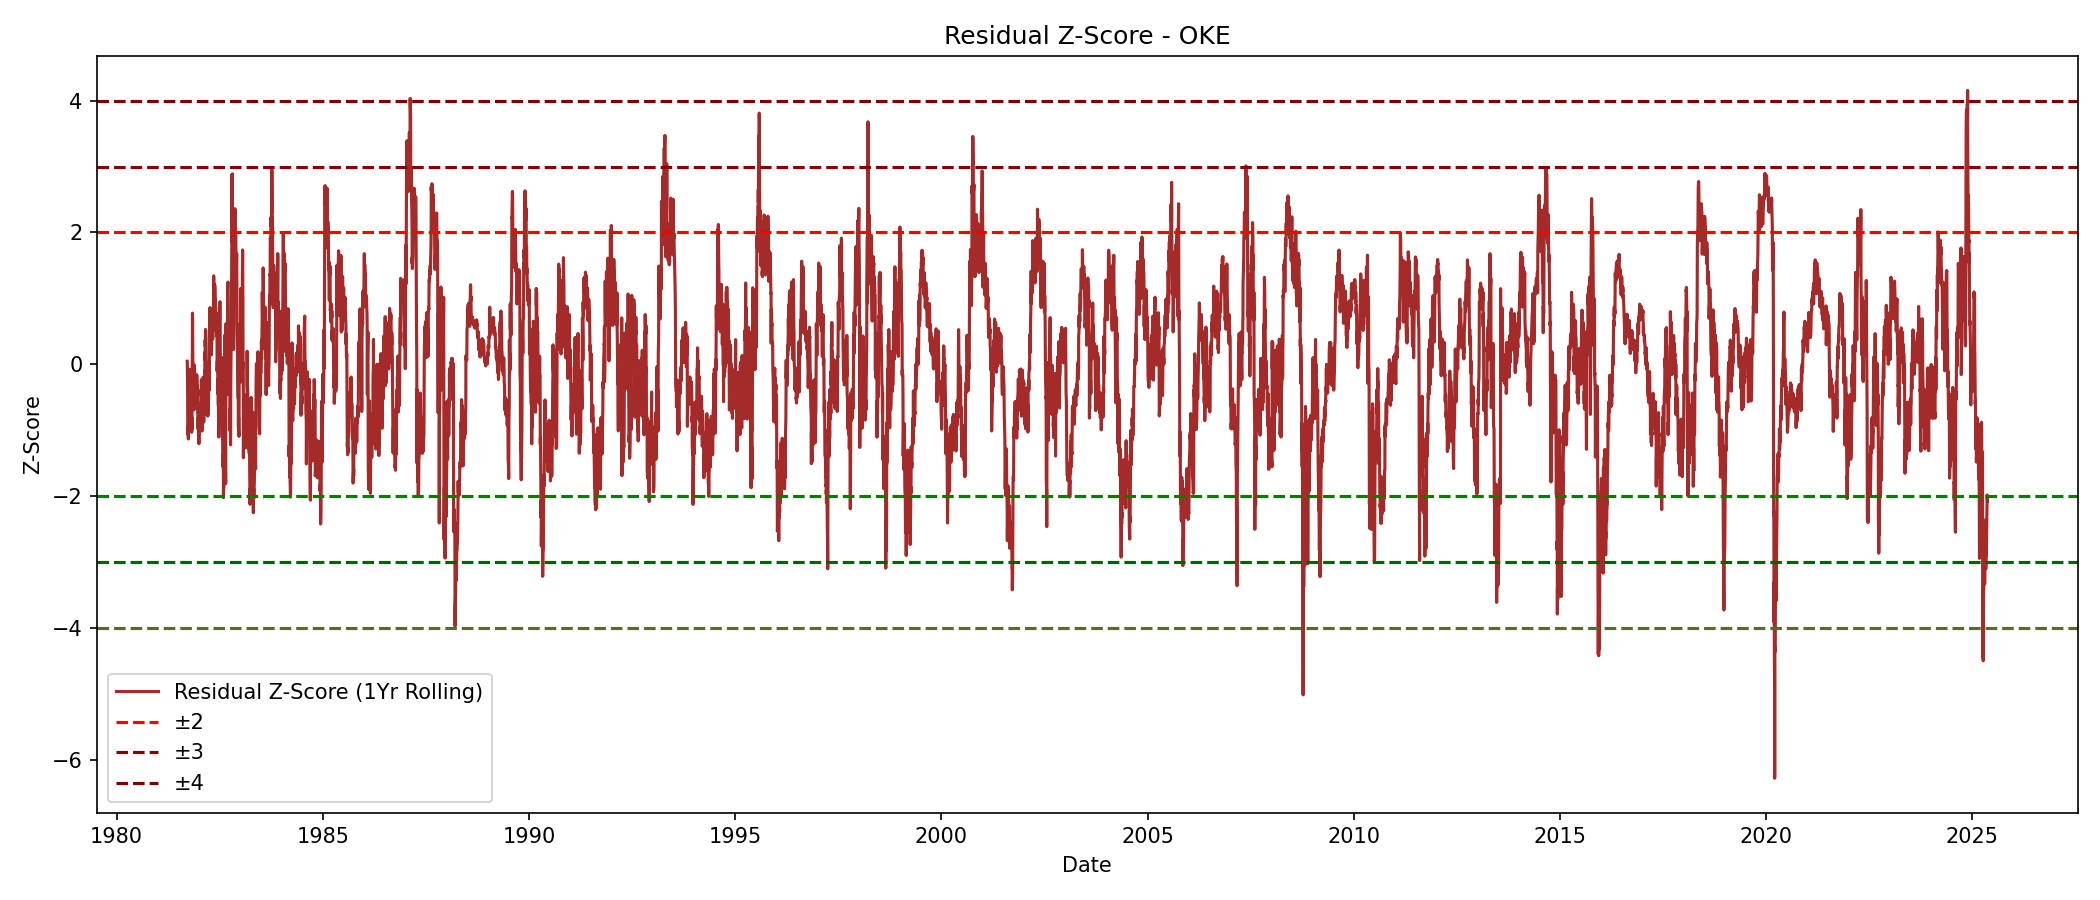 Residual Z-Score - OKE
Z-Score
4
2
0
−2
−4
−6
Residual Z-Score (1Yr Rolling)
±2
±3
±4
1980 1985 1990 1995 2000 2005 2010 2015 2020 2025
Date